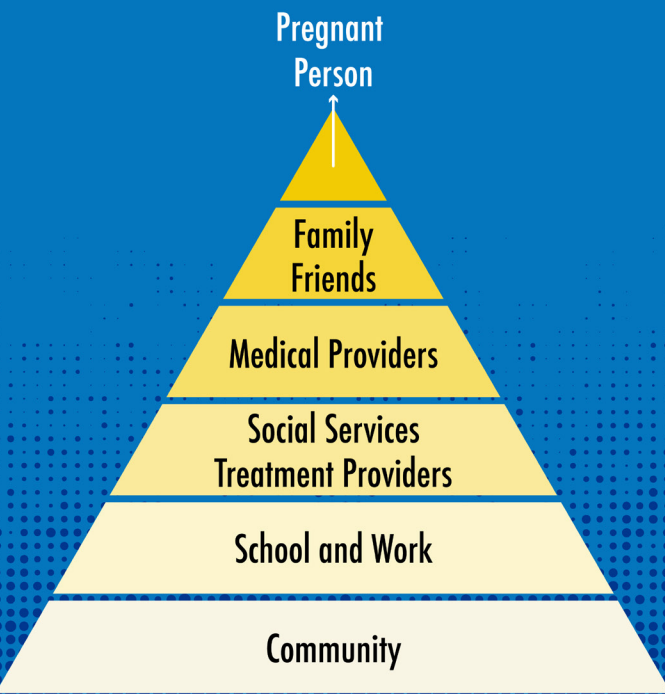 Pregnant
Person
Family
Friends
Medical Providers
Social Services
Treatment Providers
School and Work
Community